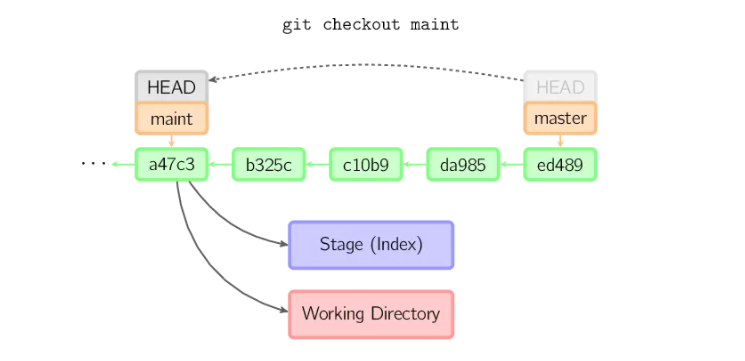 git checkout maint
HEAD
HEAD
maint
master
··· a47c3 b325c c10b9 da985 ed489
Stage (Index)
Working Directory